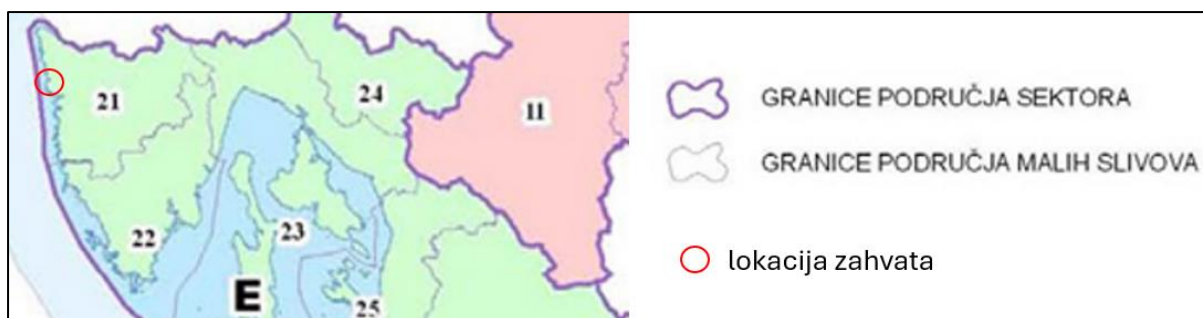 21
24
11
22
23
E
25
GRANICE PODRUČJA SEKTORA
GRANICE PODRUČJA MALIH SLIVOVA
lokacija zahvata